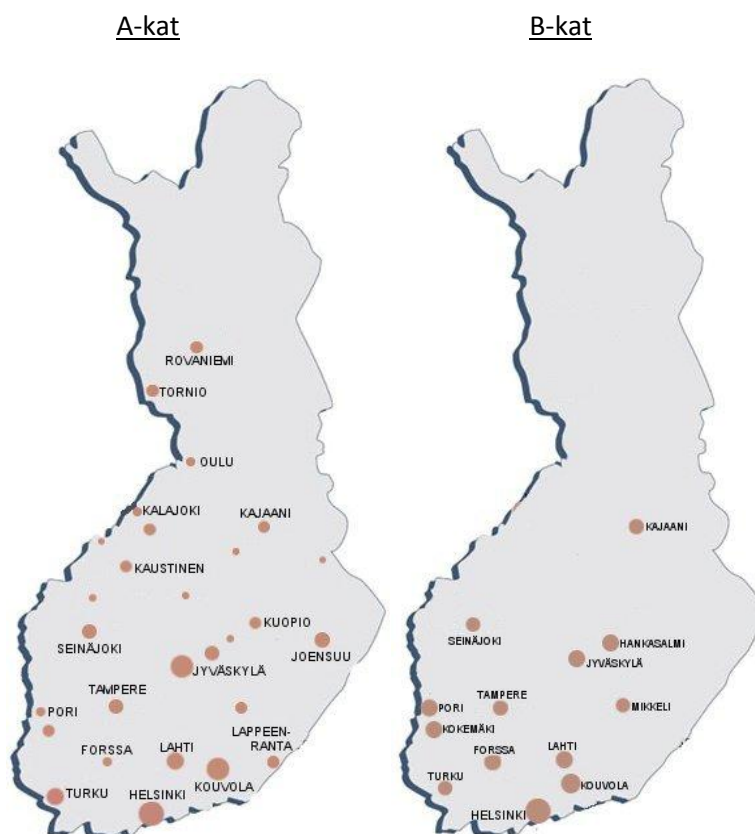 A-kat
B-kat
ROVANIEMI
TORNIO
OULU
KALAJOKI
KAJAANI
KAUSTINEN
KUOPIO
SEINÄJOKI
JOENSUU
JYVÄSKYLÄ
TAMPERE
PORI
LAPPEEN-
RANTA
FORSSA
LAHTI
KOUVOLA
TURKU
HELSINKI
KAJAANI
SEINÄJOKI
HANKASALMI
JYVÄSKYLÄ
TAMPERE
MIKKELI
PORI
KOKEMÄKI
FORSSA
LAHTI
TURKU
KOUVOLA
HELSINKI